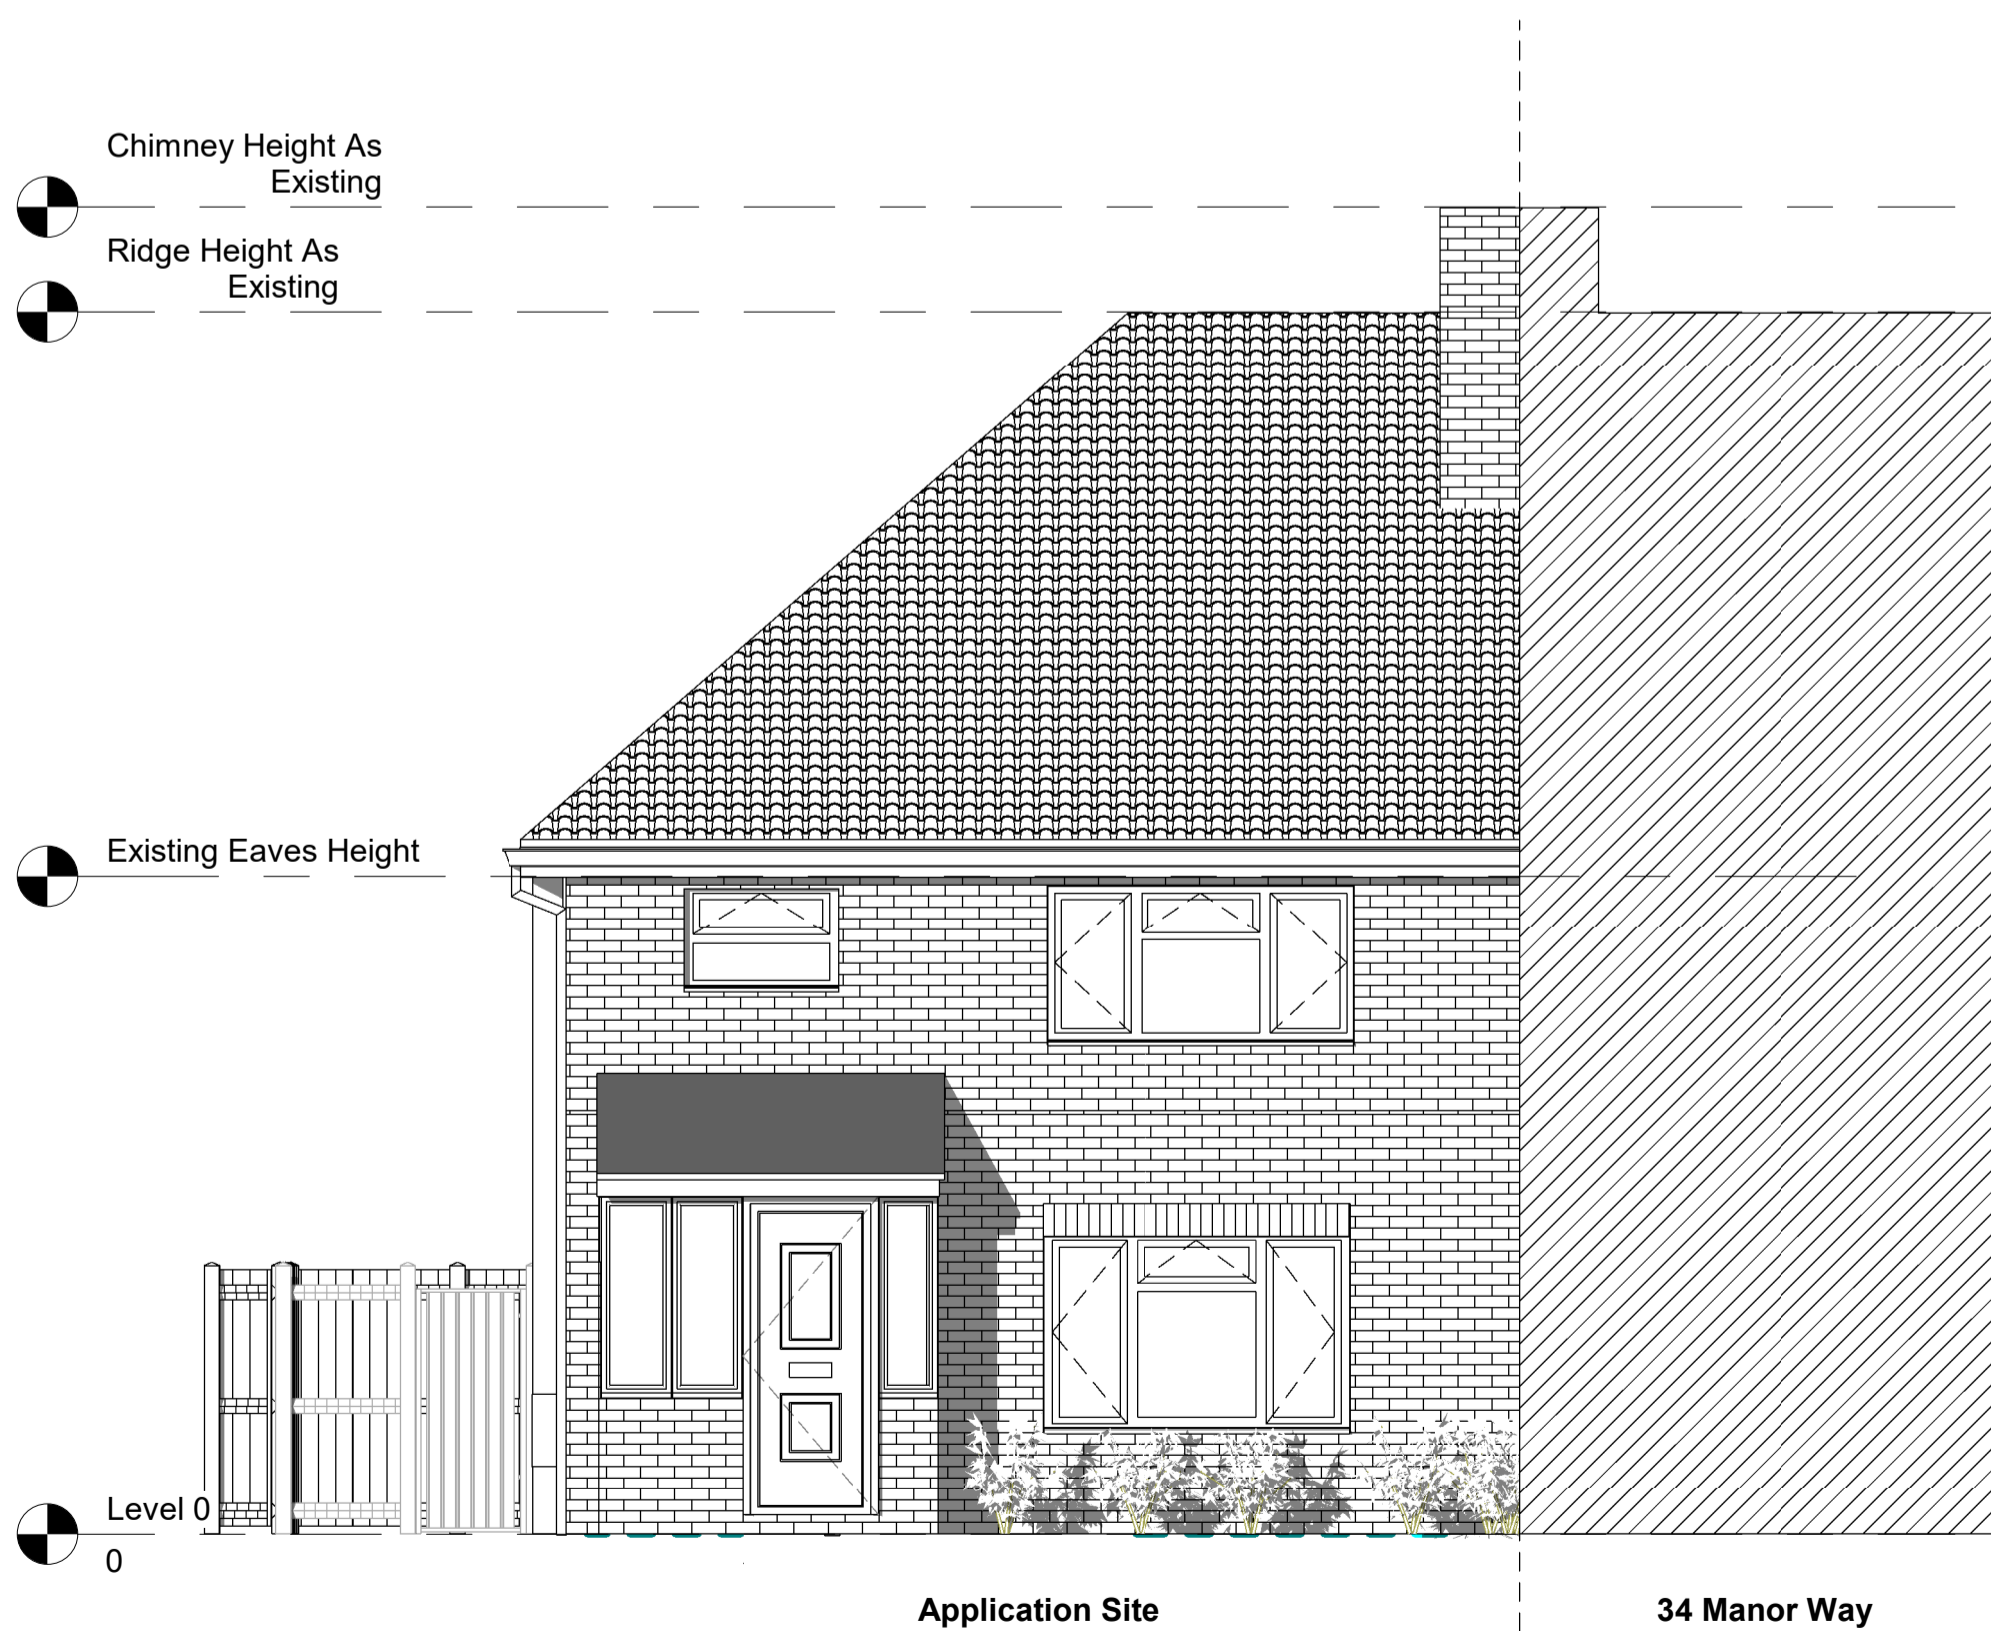 Chimney Height As
Existing
Ridge Height As
Existing
Existing Eaves Height
Level 0
0
Application Site
34 Manor Way